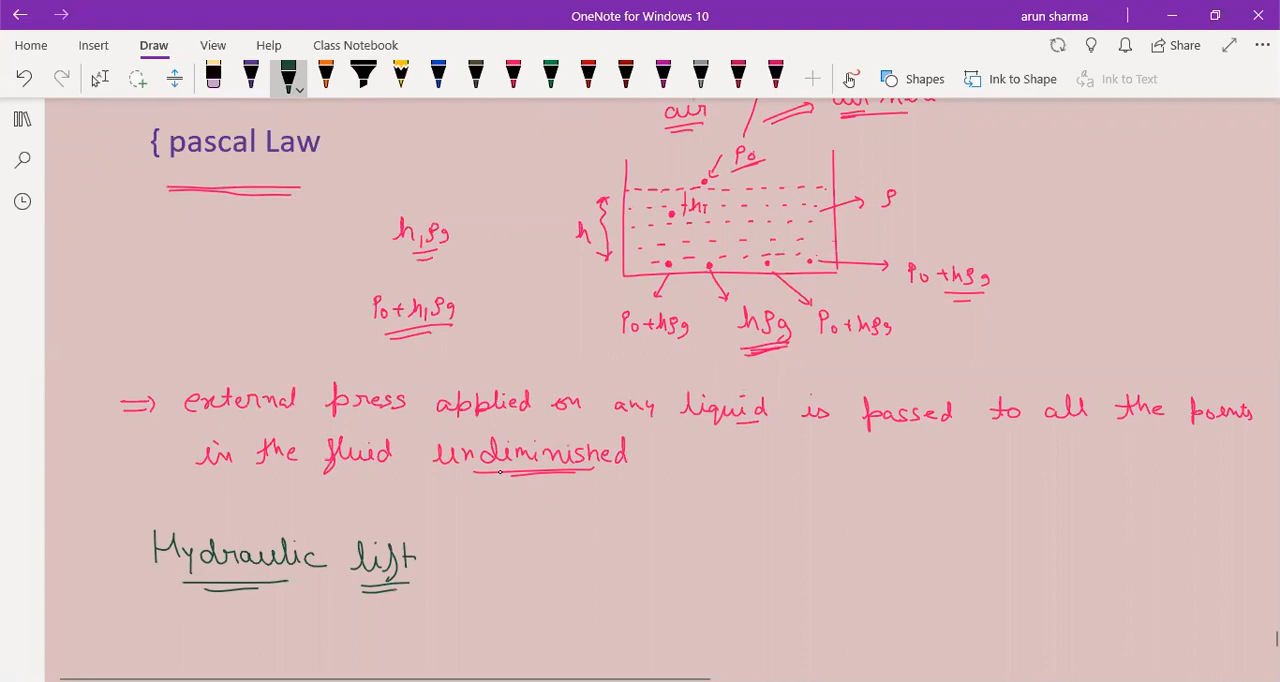 OneNote for Windows 10
arun sharma
Home Insert Draw View Help Class Notebook
Share
Shapes
Ink to Shape
Ink to Text
air
{ pascal Law
P₀
h₁
ρ
h
h₁ρg
P₀+h₁ρg
P₀+hρg
P₀+hρg
hρg
P₀+hρg
⇒ external press applied on any liquid is passed to all the points
in the fluid undiminished
Hydraulic lift